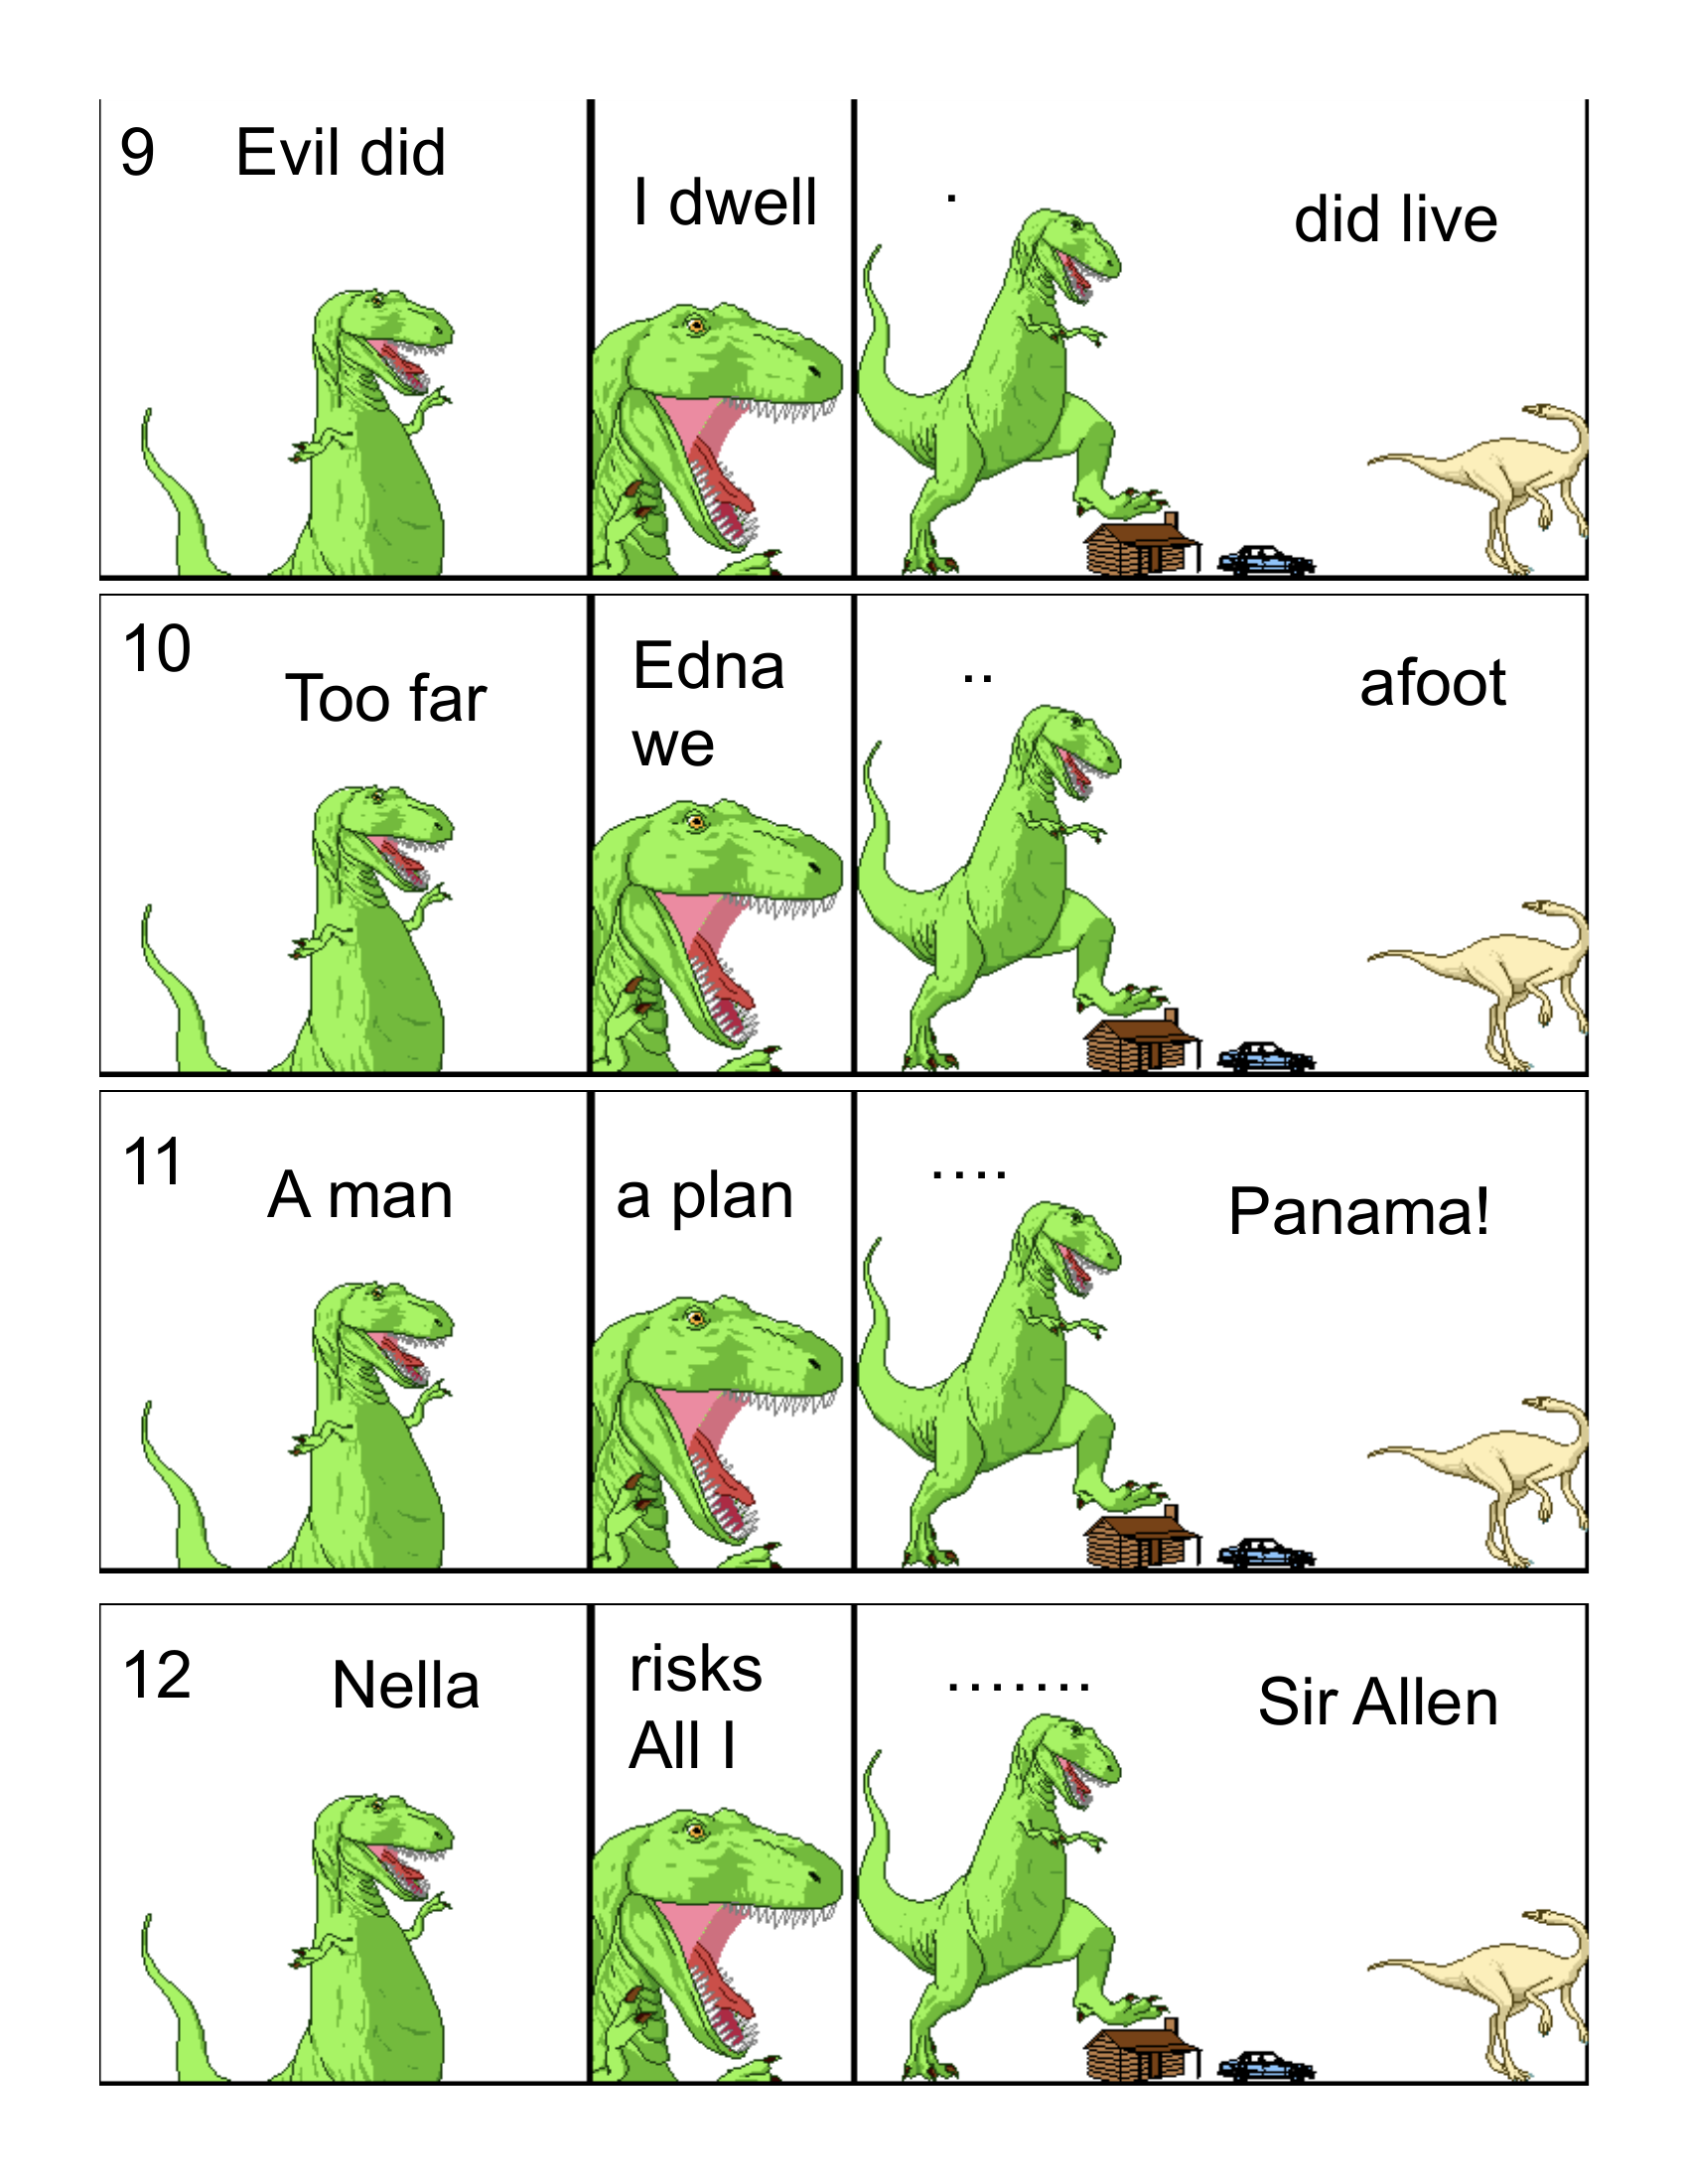 9 Evil did
I dwell
.
did live
10
Too far
Edna
we
..
afoot
11
A man
a plan
....
Panama!
12
Nella
risks
All I
.......
Sir Allen